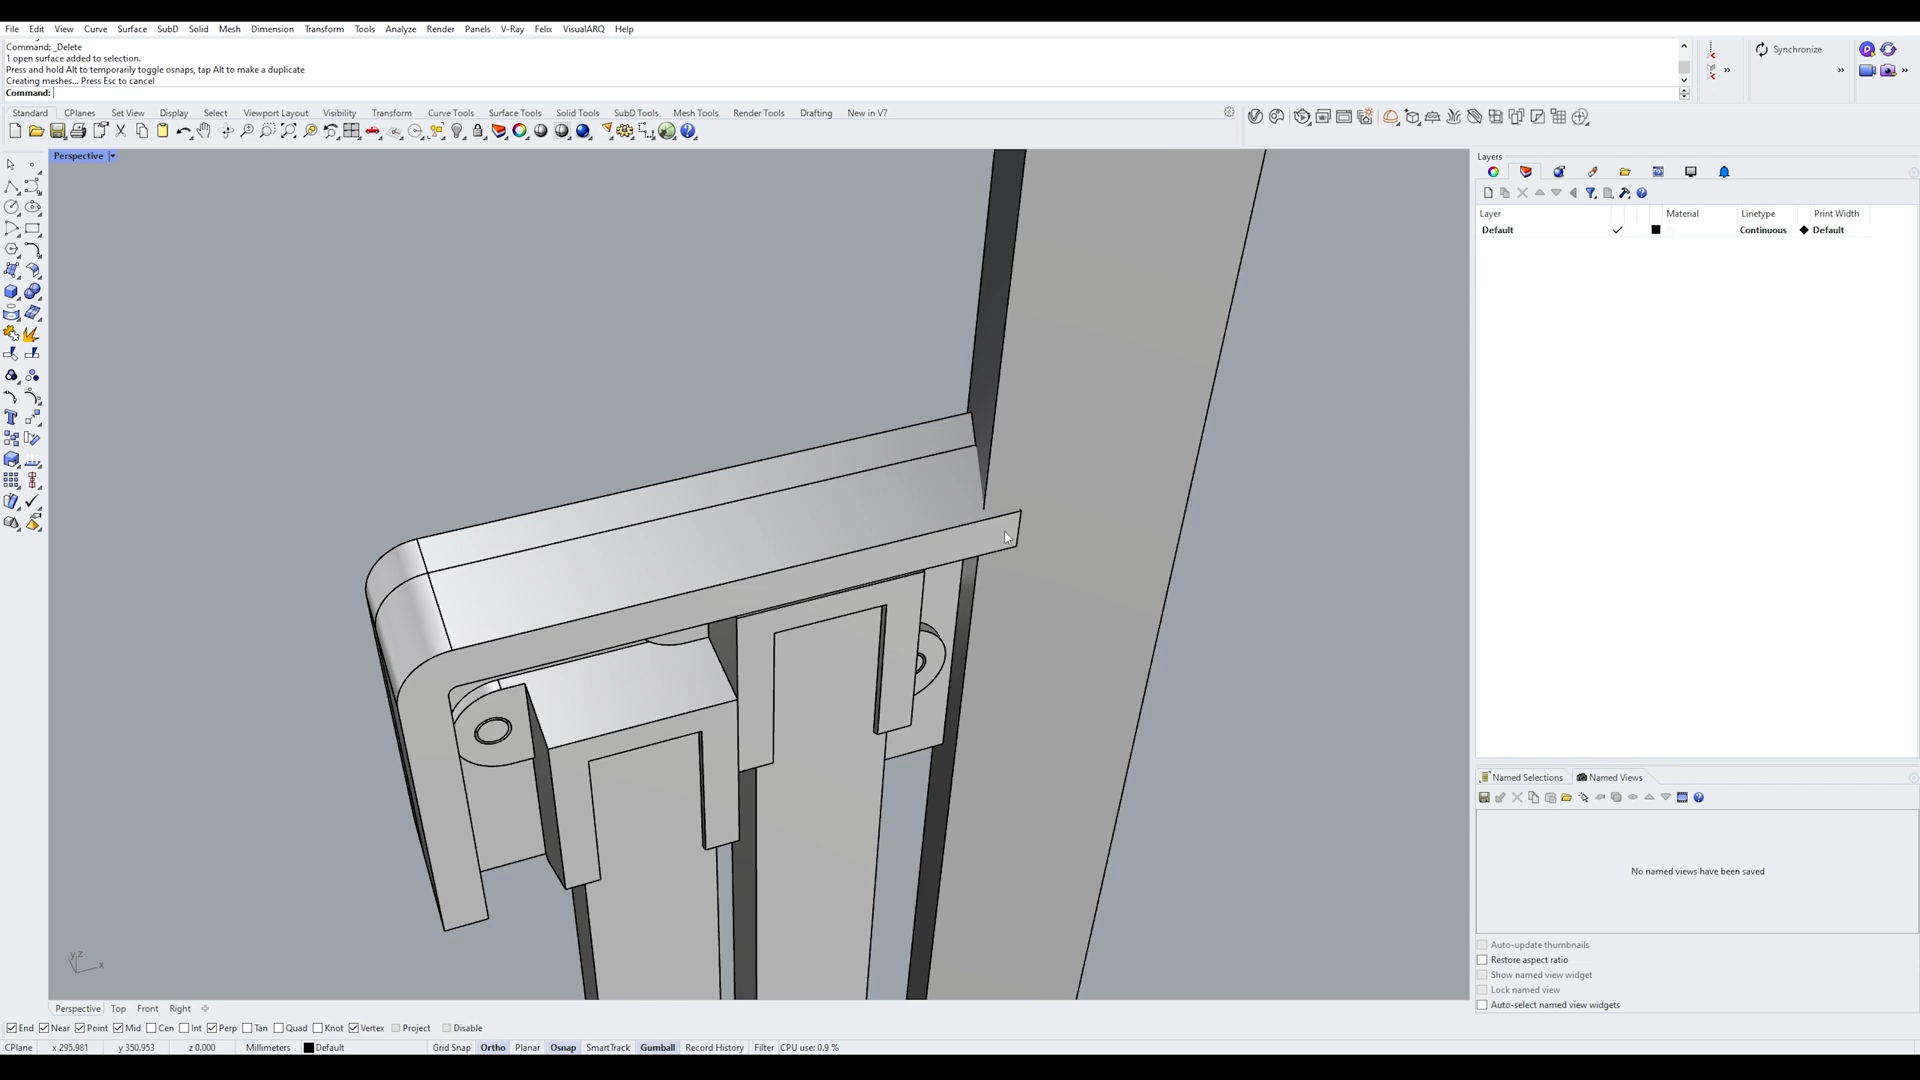 File Edit View Curve Surface SubD Solid Mesh Dimension Transform Tools Analyze Render Panels V-Ray Felix VisualARQ Help
Command: _Delete
1 open surface added to selection.
Press and hold Alt to temporarily toggle osnaps, tap Alt to make a duplicate
Creating meshes... Press Esc to cancel
Command:
Synchronize
Standard CPlanes Set View Display Select Viewport Layout Visibility Transform Curve Tools Surface Tools Solid Tools SubD Tools Mesh Tools Render Tools Drafting New in V7
Perspective
Layers
Layer Material Linetype Print Width
Default Continuous Default
Named Selections Named Views
No named views have been saved
Auto-update thumbnails
Restore aspect ratio
Show named view widget
Lock named view
Auto-select named view widgets
y z x
Perspective Top Front Right
End Near Point Mid Cen Int Perp Tan Quad Knot Vertex Project Disable
CPlane x 295.981 y 350.953 z 0.000 Millimeters Default Grid Snap Ortho Planar Osnap SmartTrack Gumball Record History Filter CPU use: 0.9 %